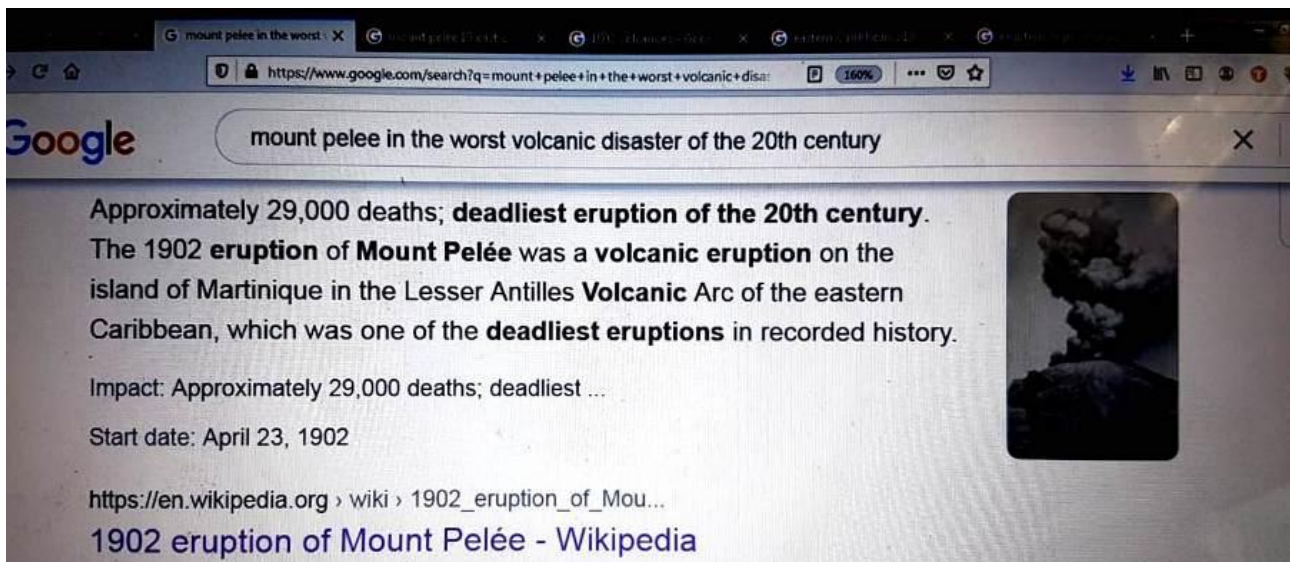 mount pelee in the worst
https://www.google.com/search?q=mount+pelee+in+the+worst+volcanic+disa
160%
Google
mount pelee in the worst volcanic disaster of the 20th century
Approximately 29,000 deaths; deadliest eruption of the 20th century.
The 1902 eruption of Mount Pelée was a volcanic eruption on the
island of Martinique in the Lesser Antilles Volcanic Arc of the eastern
Caribbean, which was one of the deadliest eruptions in recorded history.
Impact: Approximately 29,000 deaths; deadliest ...
Start date: April 23, 1902
https://en.wikipedia.org › wiki › 1902_eruption_of_Mou...
1902 eruption of Mount Pelée - Wikipedia